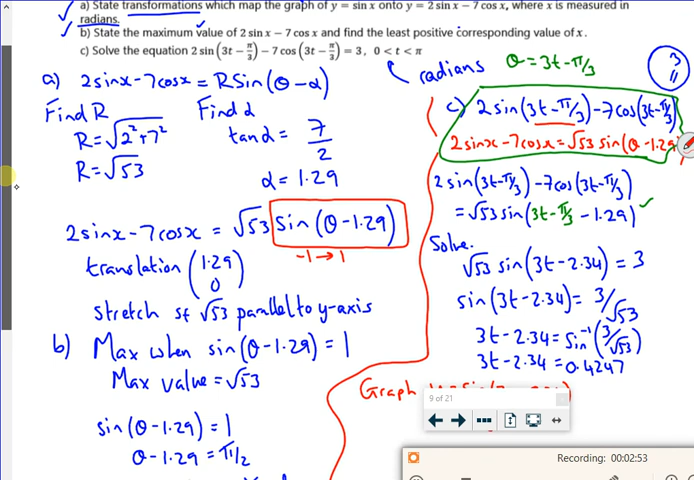 a) State transformations which map the graph of y = sin x onto y = 2 sin x − 7 cos x, where x is measured in
radians.
b) State the maximum value of 2 sin x − 7 cos x and find the least positive corresponding value of x.
c) Solve the equation 2 sin (3t − π/3) − 7 cos (3t − π/3) = 3, 0 < t < π
radians
θ = 3t − π/3
3
11
a) 2sinx − 7cosx = RSin(θ − α)
Find R
R = √2² + 7²
R = √53
Find α
tanα = 7/2
α = 1.29
2sinx − 7cosx = √53 sin(θ − 1.29)
−1 → 1
translation (1.29
0)
stretch sf √53 parallel to y-axis
b) Max when sin(θ − 1.29) = 1
Max value = √53
sin(θ − 1.29) = 1
θ − 1.29 = π/2
c) 2 sin(3t − π/3) − 7cos(3t − π/3)
2sinx − 7cosx = √53 sin(θ − 1.29)
2 sin(3t − π/3) − 7cos(3t − π/3)
= √53 sin(3t − π/3 − 1.29) ✓
Solve.
√53 sin(3t − 2.34) = 3
sin(3t − 2.34) = 3/√53
3t − 2.34 = sin⁻¹(3/√53)
3t − 2.34 = 0.4247
Graph
9 of 21
Recording: 00:02:53